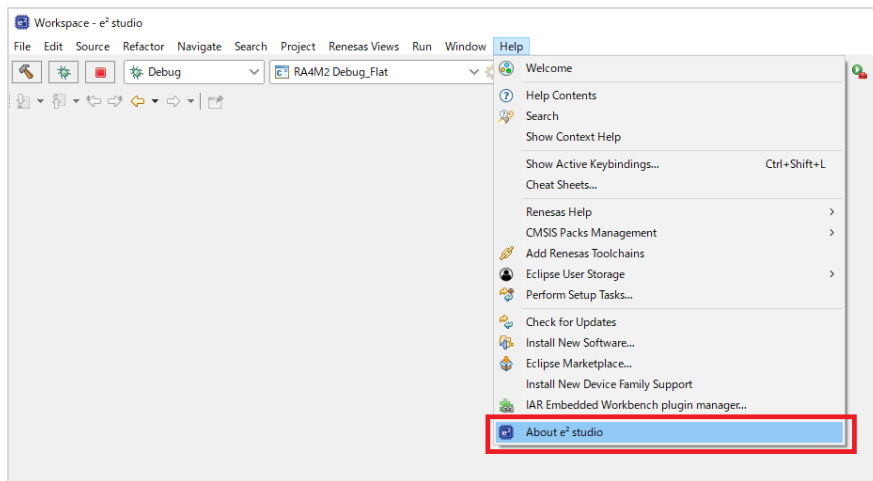 Workspace - e² studio
File Edit Source Refactor Navigate Search Project Renesas Views Run Window Help
Debug RA4M2 Debug_Flat
Welcome
Help Contents
Search
Show Context Help
Show Active Keybindings... Ctrl+Shift+L
Cheat Sheets...
Renesas Help
CMSIS Packs Management
Add Renesas Toolchains
Eclipse User Storage
Perform Setup Tasks...
Check for Updates
Install New Software...
Eclipse Marketplace...
Install New Device Family Support
IAR Embedded Workbench plugin manager...
About e² studio